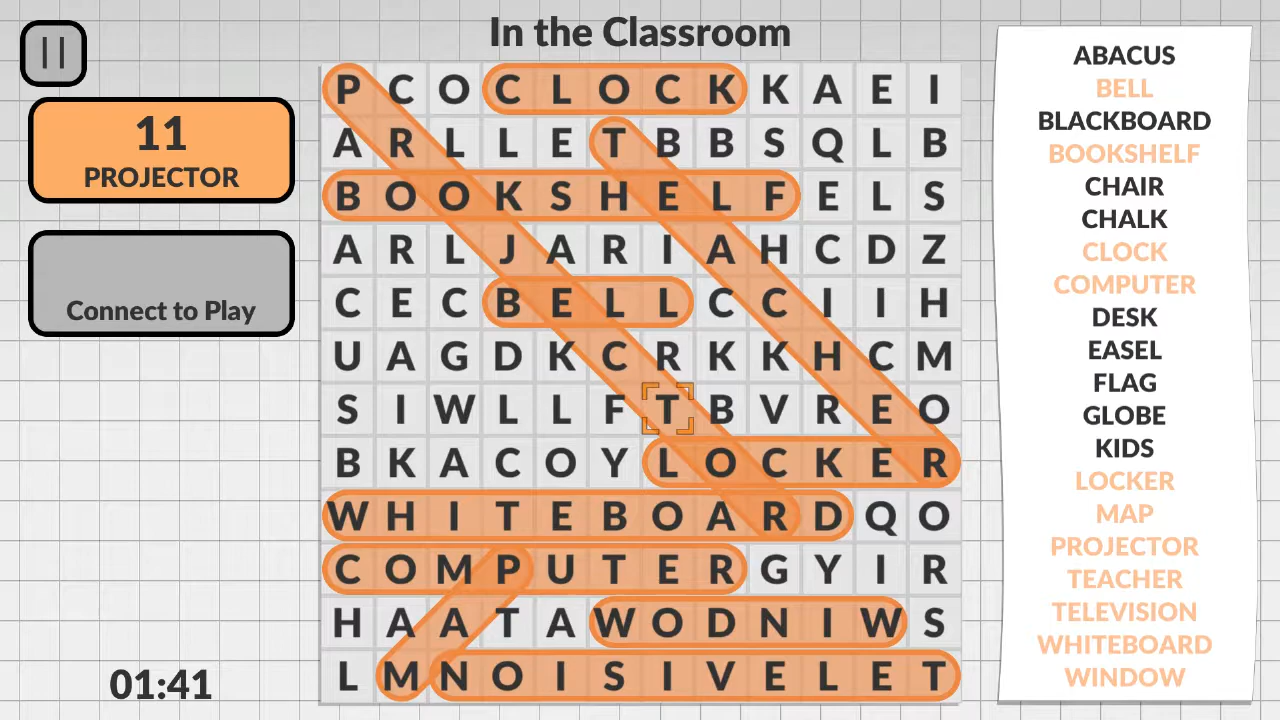 In the Classroom
11
PROJECTOR
Connect to Play
01:41
P C O C L O C K K A E I
A R L L E T B B S Q L B
B O O K S H E L F E L S
A R L J A R I A H C D Z
C E C B E L L C C I I H
U A G D K C R K K H C M
S I W L L F T B V R E O
B K A C O Y L O C K E R
W H I T E B O A R D Q O
C O M P U T E R G Y I R
H A A T A W O D N I W S
L M N O I S I V E L E T
ABACUS
BELL
BLACKBOARD
BOOKSHELF
CHAIR
CHALK
CLOCK
COMPUTER
DESK
EASEL
FLAG
GLOBE
KIDS
LOCKER
MAP
PROJECTOR
TEACHER
TELEVISION
WHITEBOARD
WINDOW